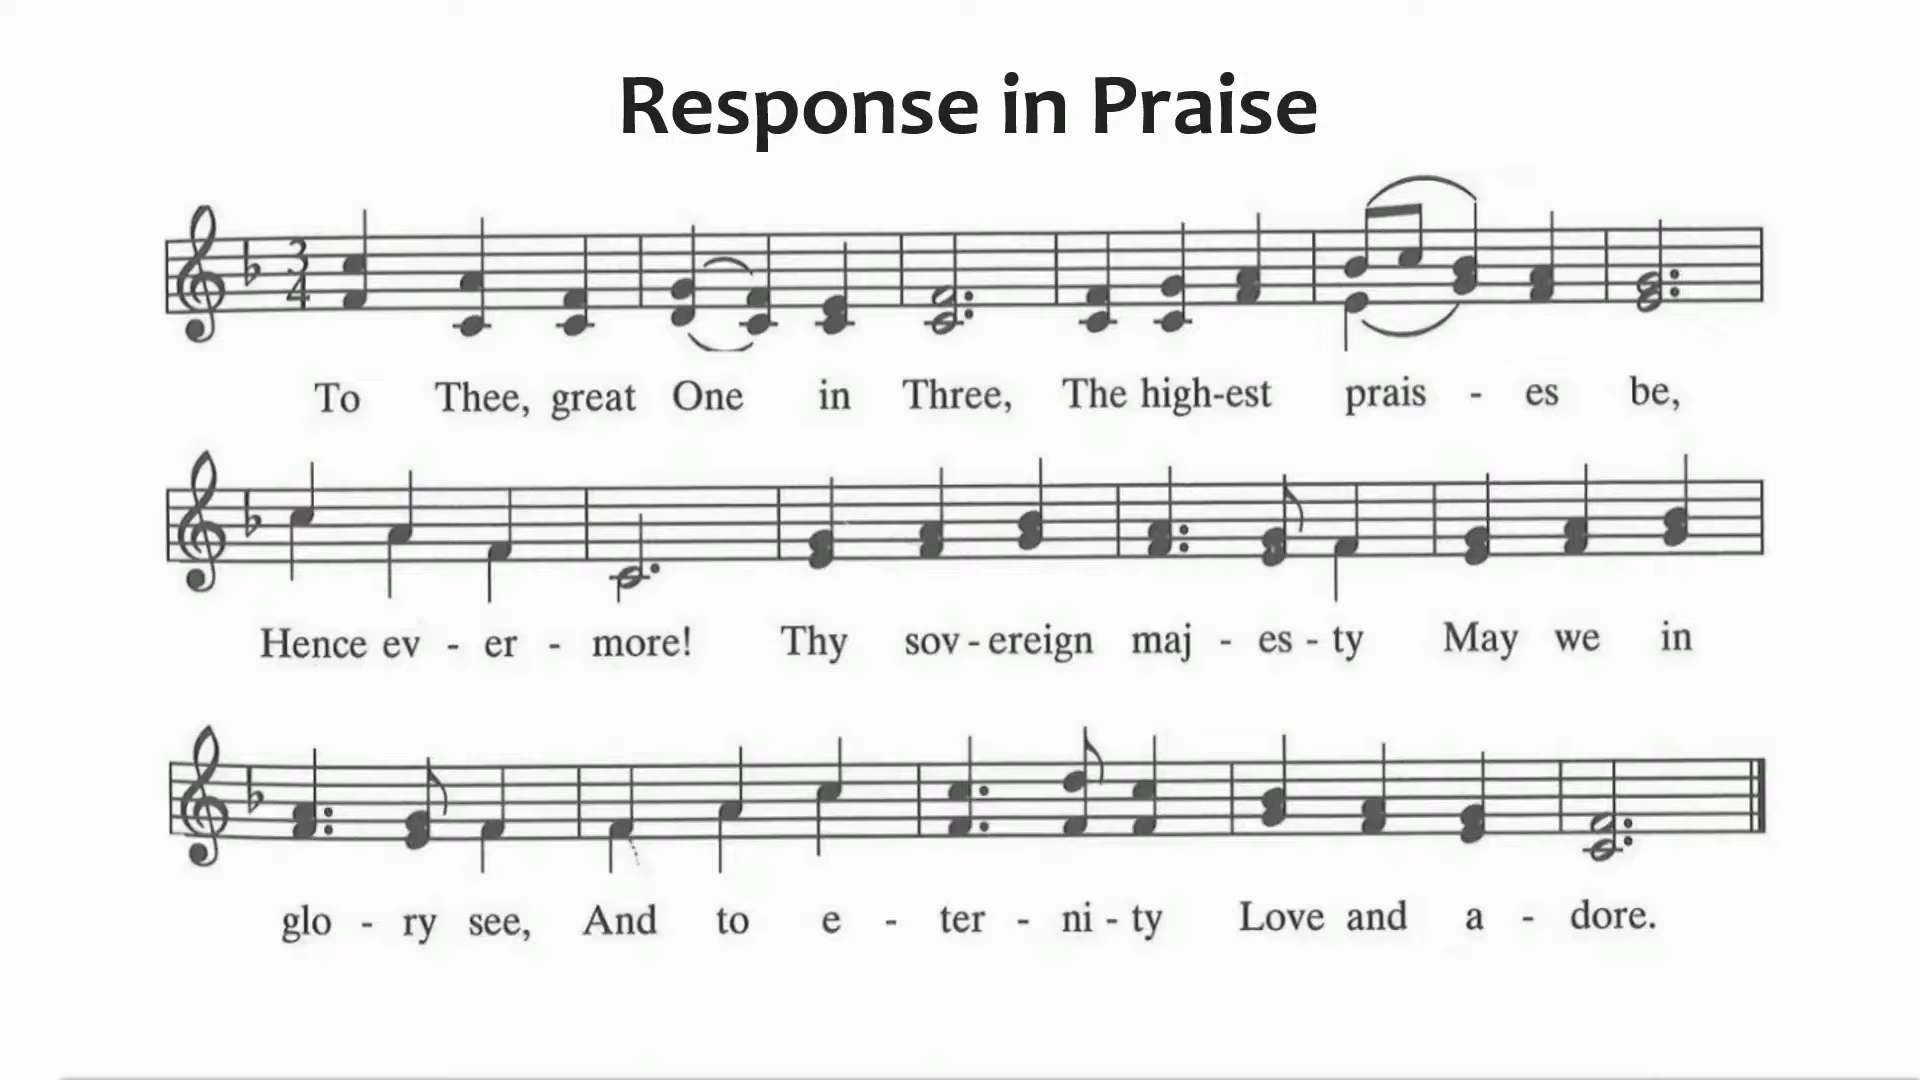 Response in Praise
3
4
To Thee, great One in Three, The high-est prais - es be,
Hence ev - er - more! Thy sov - ereign maj - es - ty May we in
glo - ry see, And to e - ter - ni - ty Love and a - dore.